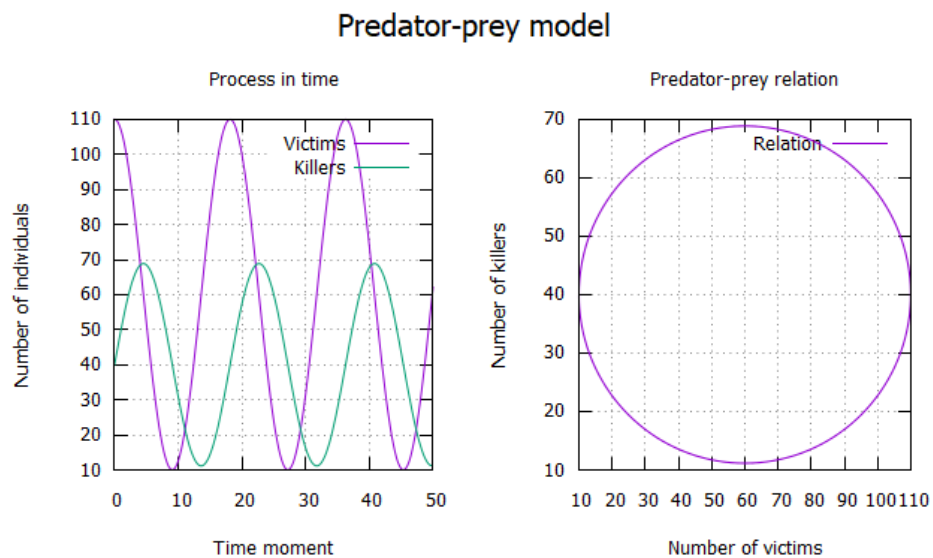 Predator-prey model
Process in time
110
100
90
80
70
60
50
40
30
20
10
0 10 20 30 40 50
Number of individuals
Time moment
Victims
Killers
Predator-prey relation
70
60
50
40
30
20
10
10 20 30 40 50 60 70 80 90 100 110
Number of killers
Number of victims
Relation